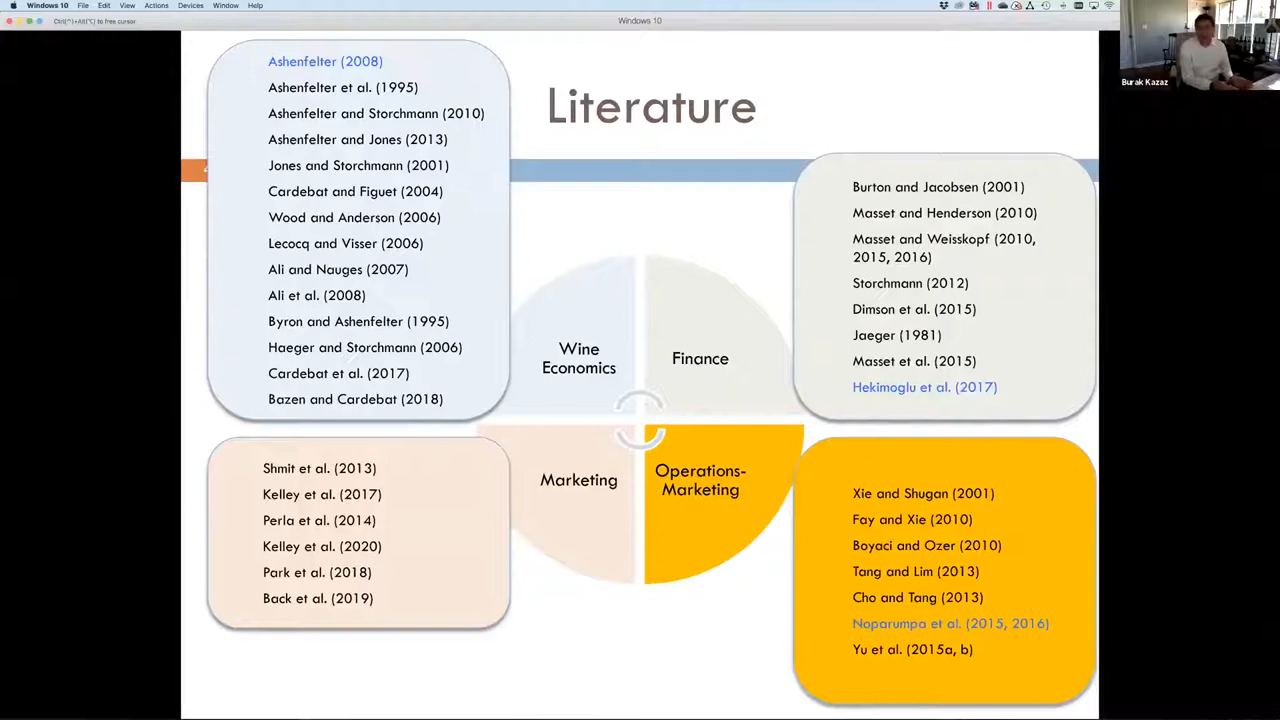 Windows 10 File Edit View Actions Devices Window Help
Ctrl(^)+Alt(⌥) to free cursor
Windows 10
Burak Kazaz
Literature
Ashenfelter (2008)
Ashenfelter et al. (1995)
Ashenfelter and Storchmann (2010)
Ashenfelter and Jones (2013)
Jones and Storchmann (2001)
Cardebat and Figuet (2004)
Wood and Anderson (2006)
Lecocq and Visser (2006)
Ali and Nauges (2007)
Ali et al. (2008)
Byron and Ashenfelter (1995)
Haeger and Storchmann (2006)
Cardebat et al. (2017)
Bazen and Cardebat (2018)
Burton and Jacobsen (2001)
Masset and Henderson (2010)
Masset and Weisskopf (2010,
2015, 2016)
Storchmann (2012)
Dimson et al. (2015)
Jaeger (1981)
Masset et al. (2015)
Hekimoglu et al. (2017)
Wine
Economics
Finance
Marketing
Operations-
Marketing
Shmit et al. (2013)
Kelley et al. (2017)
Perla et al. (2014)
Kelley et al. (2020)
Park et al. (2018)
Back et al. (2019)
Xie and Shugan (2001)
Fay and Xie (2010)
Boyaci and Ozer (2010)
Tang and Lim (2013)
Cho and Tang (2013)
Noparumpa et al. (2015, 2016)
Yu et al. (2015a, b)